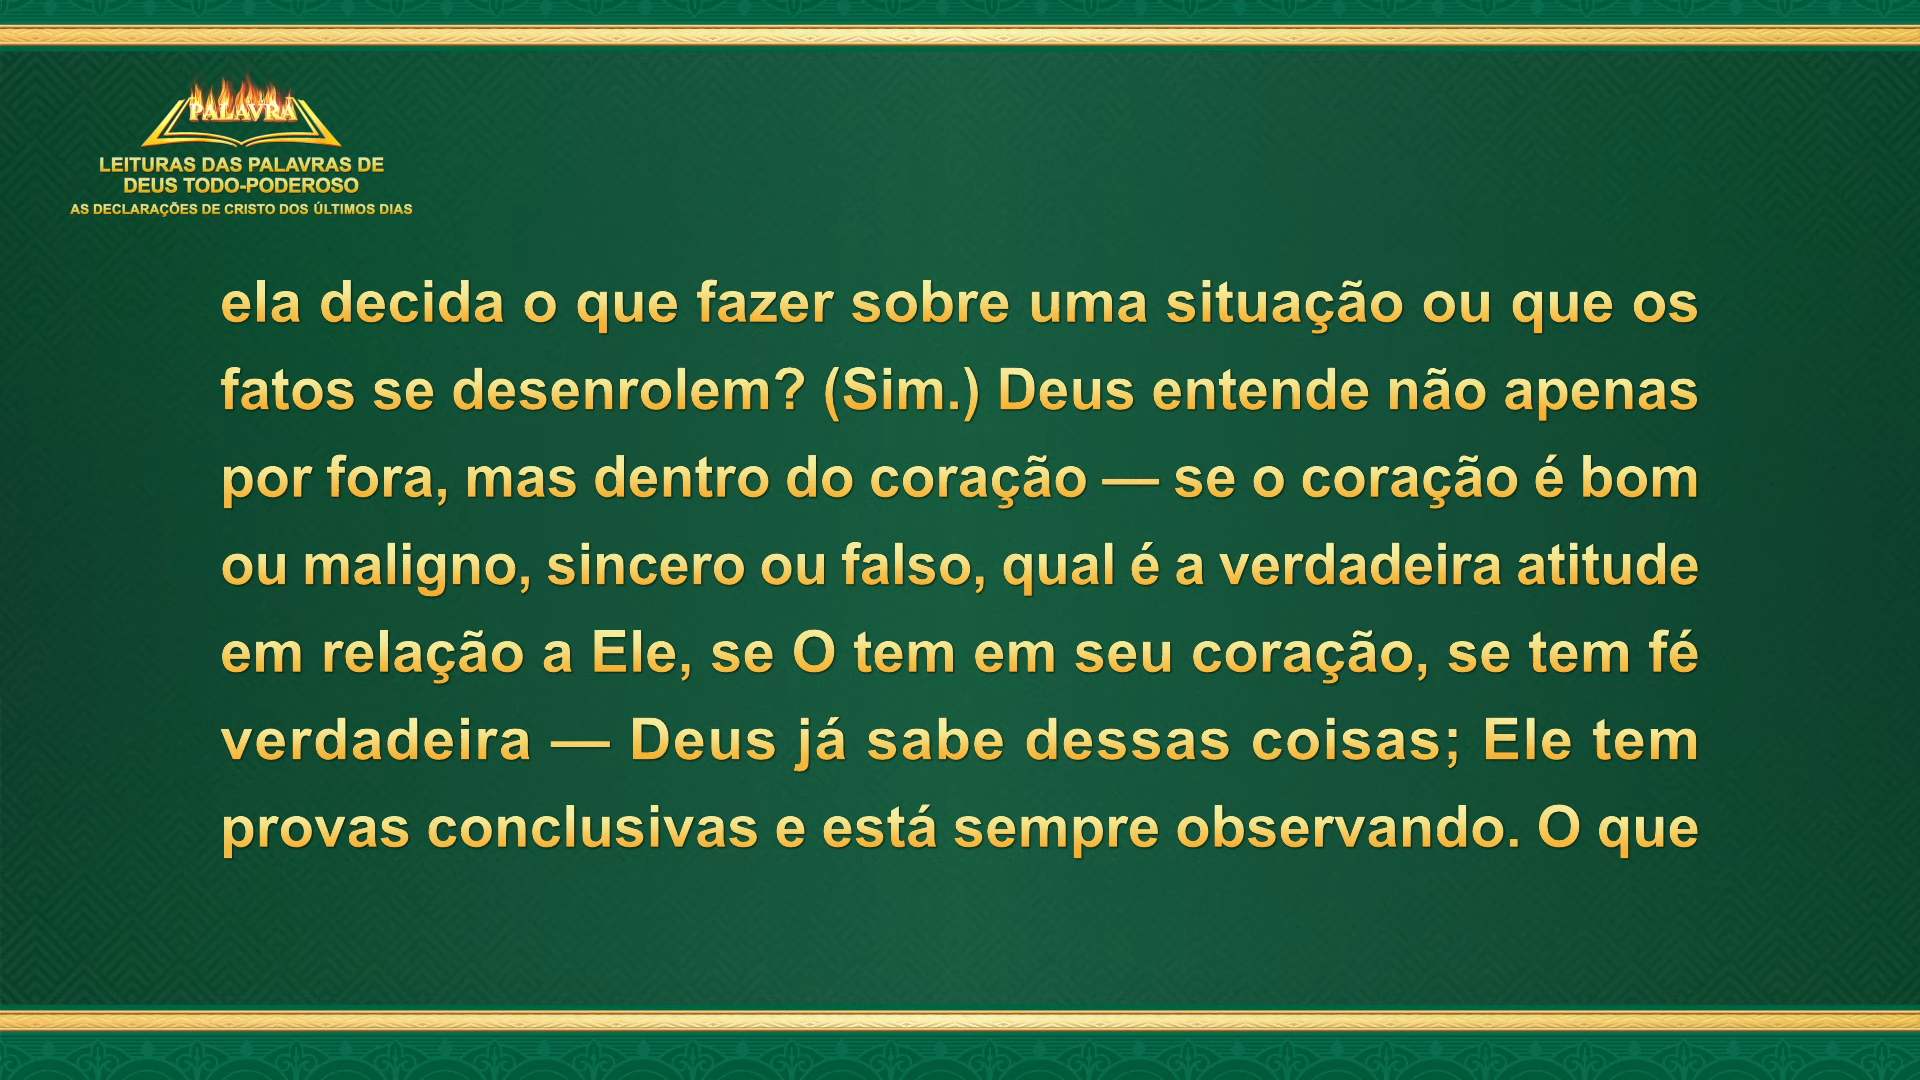 PALAVRA
LEITURAS DAS PALAVRAS DE
DEUS TODO-PODEROSO
AS DECLARAÇÕES DE CRISTO DOS ÚLTIMOS DIAS
ela decida o que fazer sobre uma situação ou que os
fatos se desenrolem? (Sim.) Deus entende não apenas
por fora, mas dentro do coração — se o coração é bom
ou maligno, sincero ou falso, qual é a verdadeira atitude
em relação a Ele, se O tem em seu coração, se tem fé
verdadeira — Deus já sabe dessas coisas; Ele tem
provas conclusivas e está sempre observando. O que